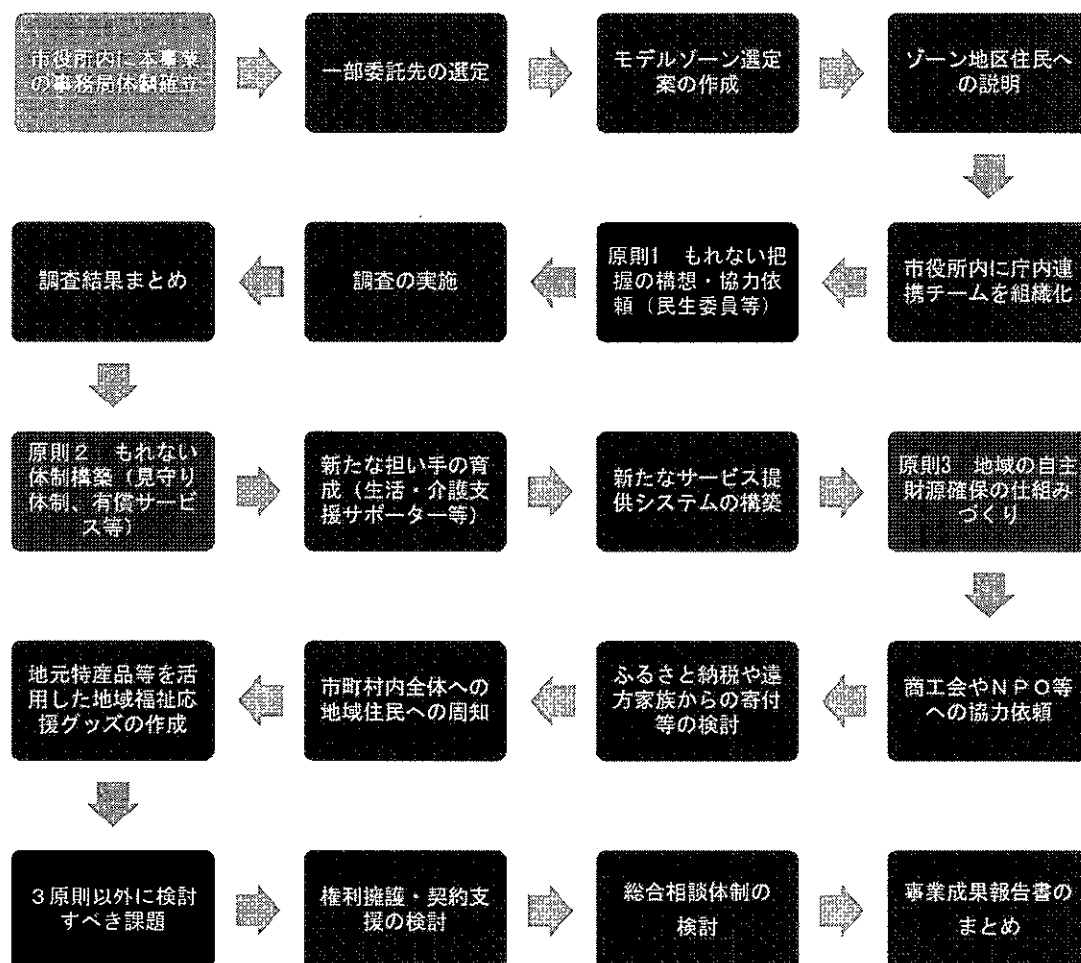 市役所内に本事業
の事務局体制確立
一部委託先の選定
モデルゾーン選定
案の作成
ゾーン地区住民へ
の説明
市役所内に庁内連
携チームを組織化
原則1　もれない把
握の構想・協力依
頼（民生委員等）
調査の実施
調査結果まとめ
原則２　もれない
体制構築（見守り
体制、有償サービ
ス等）
新たな担い手の育
成（生活・介護支
援サポーター等）
新たなサービス提
供システムの構築
原則3　地域の自主
財源確保の仕組み
づくり
商工会やＮＰＯ等
への協力依頼
ふるさと納税や遠
方家族からの寄付
等の検討
市町村内全体への
地域住民への周知
地元特産品等を活
用した地域福祉応
援グッズの作成
３原則以外に検討
すべき課題
権利擁護・契約支
援の検討
総合相談体制の
検討
事業成果報告書の
まとめ